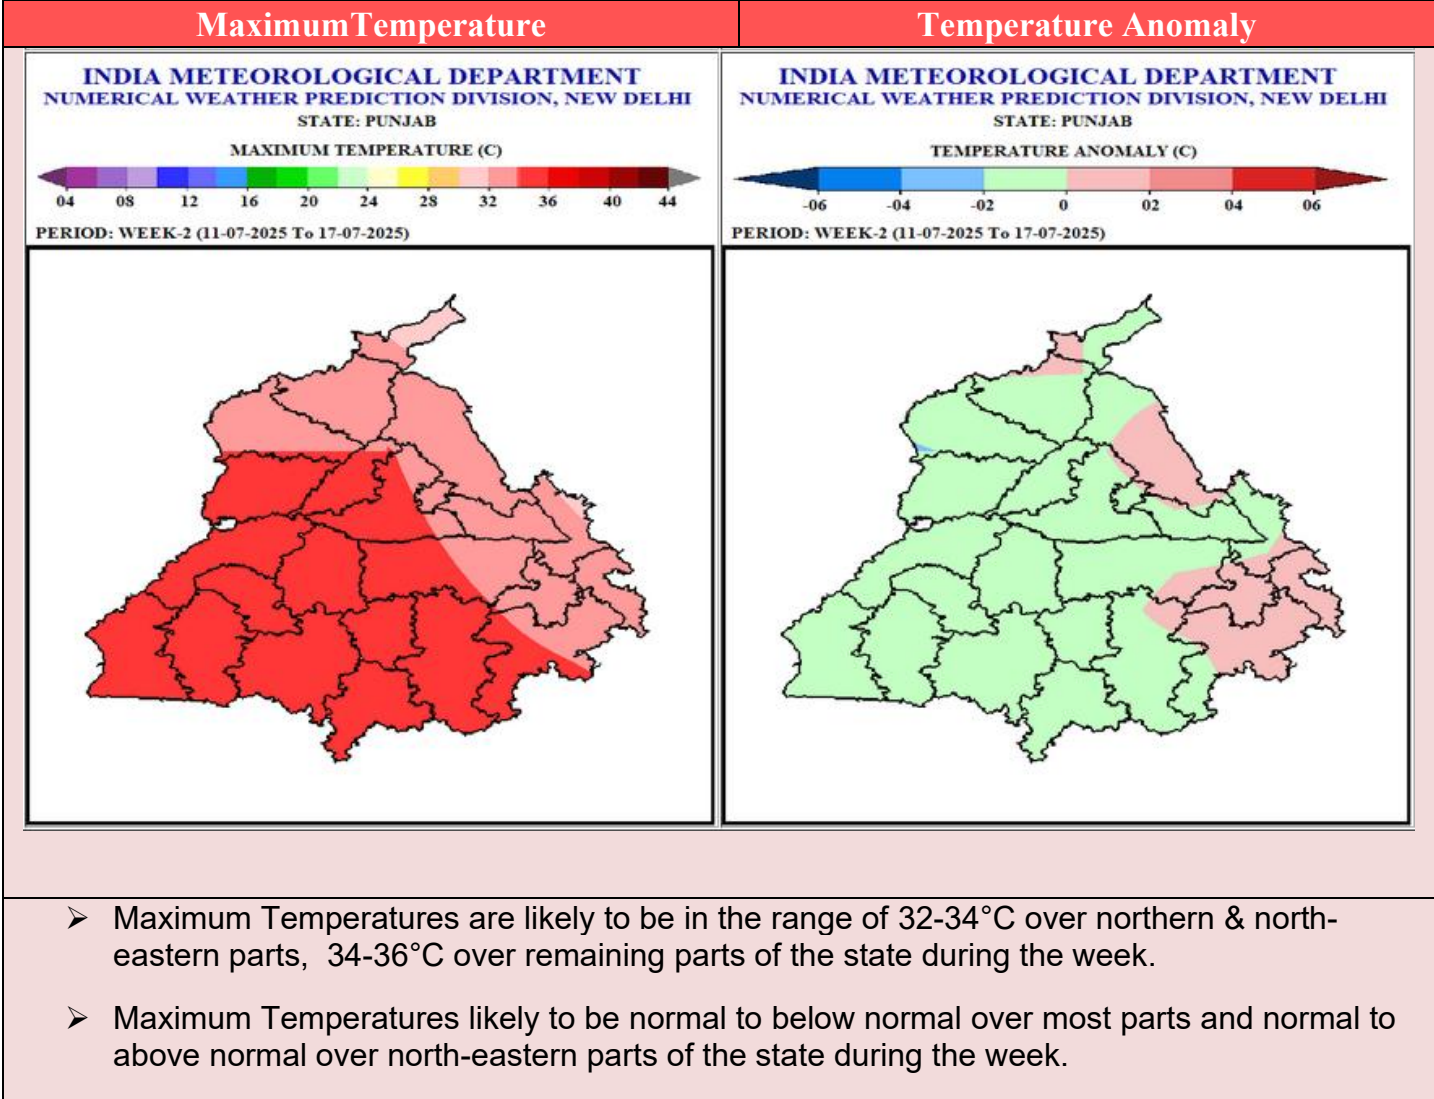 MaximumTemperature
Temperature Anomaly
INDIA METEOROLOGICAL DEPARTMENT
NUMERICAL WEATHER PREDICTION DIVISION, NEW DELHI
STATE: PUNJAB
MAXIMUM TEMPERATURE (C)
04 08 12 16 20 24 28 32 36 40 44
PERIOD: WEEK-2 (11-07-2025 To 17-07-2025)
INDIA METEOROLOGICAL DEPARTMENT
NUMERICAL WEATHER PREDICTION DIVISION, NEW DELHI
STATE: PUNJAB
TEMPERATURE ANOMALY (C)
-06 -04 -02 0 02 04 06
PERIOD: WEEK-2 (11-07-2025 To 17-07-2025)
➢ Maximum Temperatures are likely to be in the range of 32-34°C over northern & north-
eastern parts, 34-36°C over remaining parts of the state during the week.
➢ Maximum Temperatures likely to be normal to below normal over most parts and normal to
above normal over north-eastern parts of the state during the week.